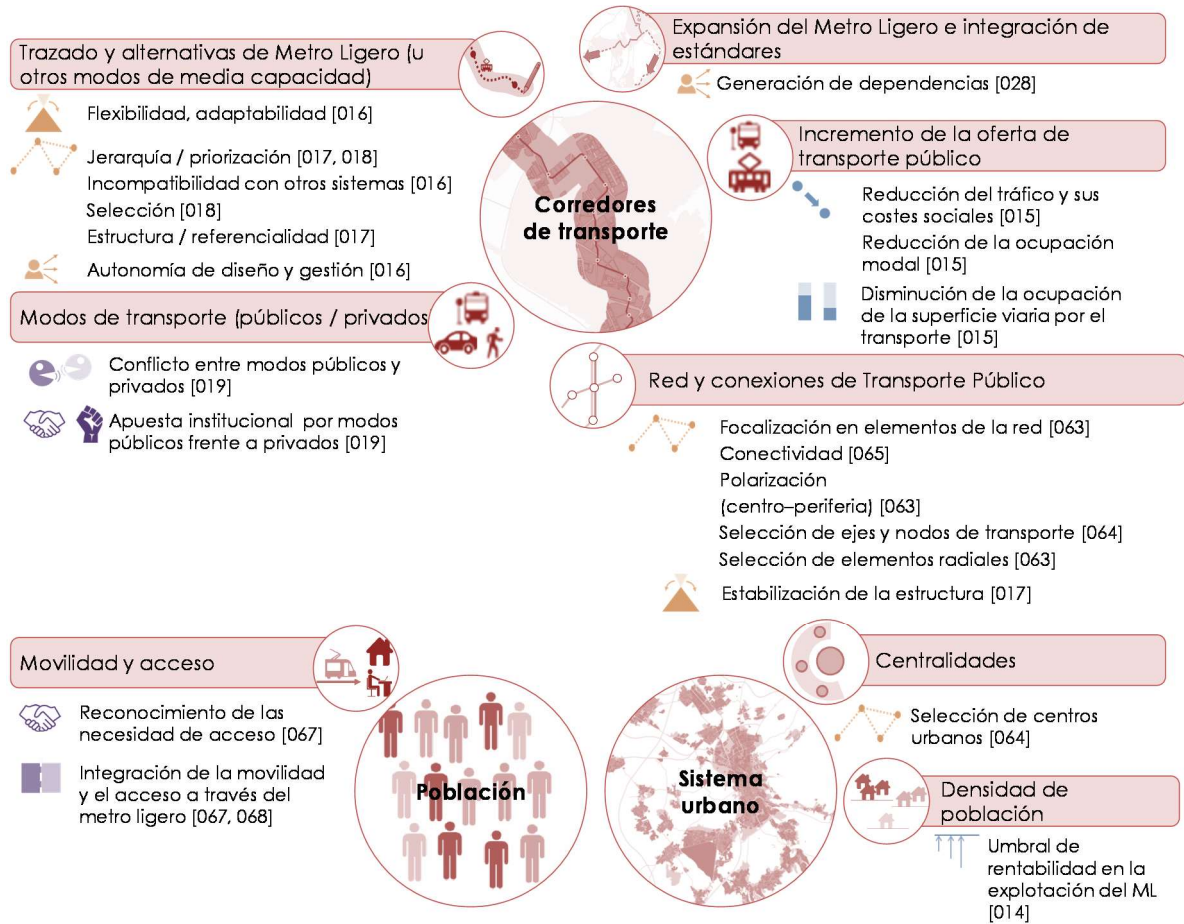 Trazado y alternativas de Metro Ligero (u
otros modos de media capacidad)
Flexibilidad, adaptabilidad [016]
Jerarquía / priorización [017, 018]
Incompatibilidad con otros sistemas [016]
Selección [018]
Estructura / referencialidad [017]
Autonomía de diseño y gestión [016]
Modos de transporte (públicos / privados
Conflicto entre modos públicos y
privados [019]
Apuesta institucional por modos
públicos frente a privados [019]
Corredores
de transporte
Expansión del Metro Ligero e integración de
estándares
Generación de dependencias [028]
Incremento de la oferta de
transporte público
Reducción del tráfico y sus
costes sociales [015]
Reducción de la ocupación
modal [015]
Disminución de la ocupación
de la superficie viaria por el
transporte [015]
Red y conexiones de Transporte Público
Focalización en elementos de la red [063]
Conectividad [065]
Polarización
(centro–periferia) [063]
Selección de ejes y nodos de transporte [064]
Selección de elementos radiales [063]
Estabilización de la estructura [017]
Movilidad y acceso
Reconocimiento de las
necesidad de acceso [067]
Integración de la movilidad
y el acceso a través del
metro ligero [067, 068]
Población
Sistema
urbano
Centralidades
Selección de centros
urbanos [064]
Densidad de
población
Umbral de
rentabilidad en la
explotación del ML
[014]